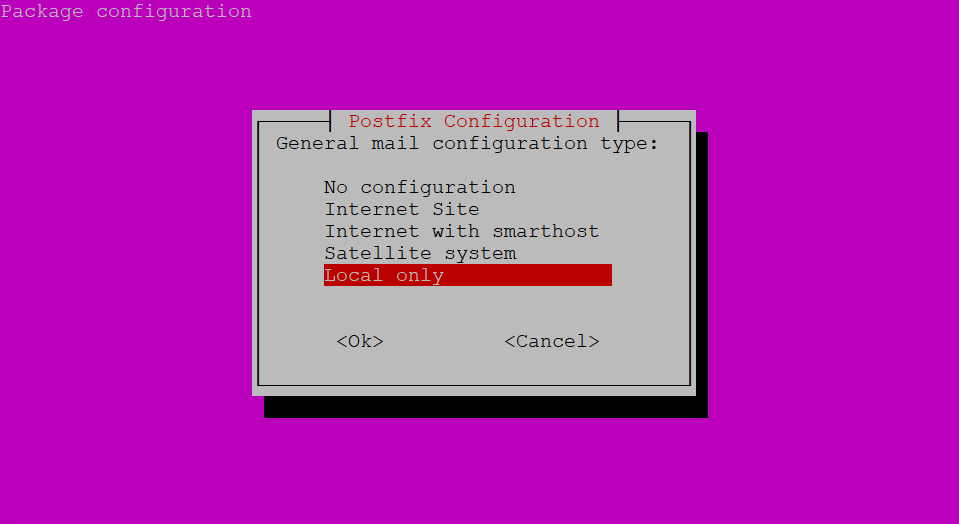 Package configuration
Postfix Configuration
General mail configuration type:
No configuration
Internet Site
Internet with smarthost
Satellite system
Local only
<Ok> <Cancel>